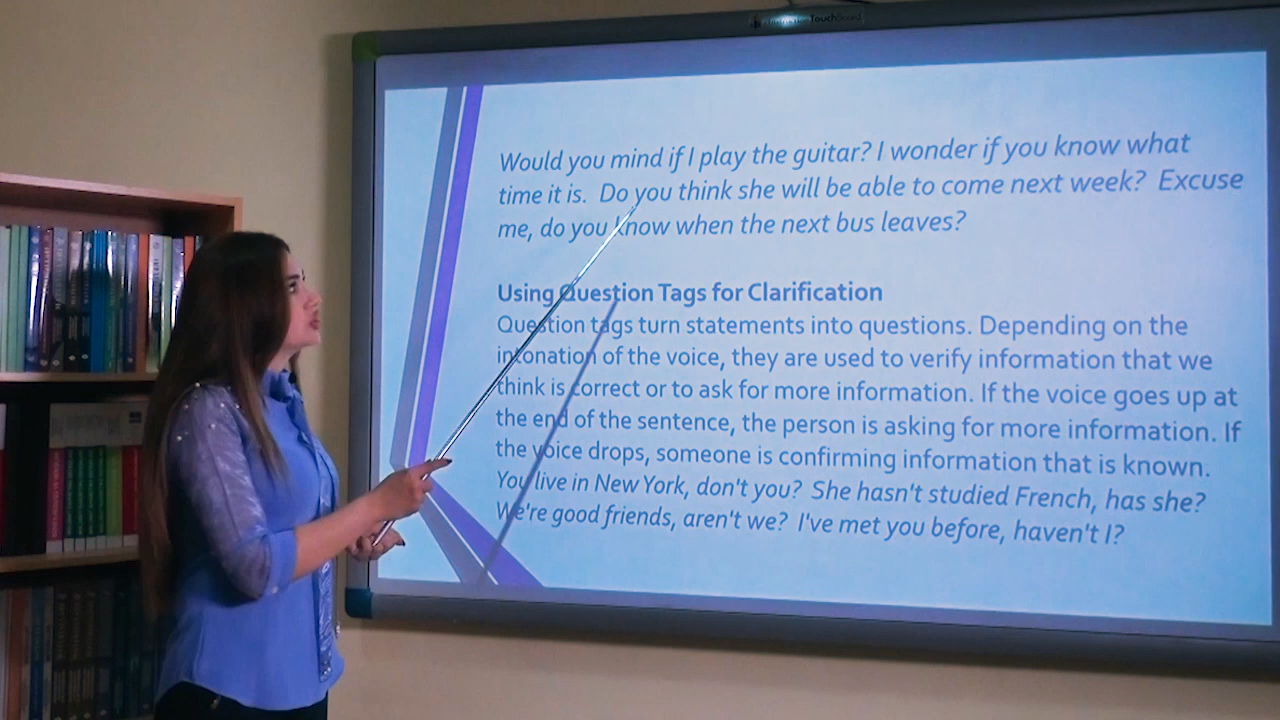 TouchBoard
Would you mind if I play the guitar? I wonder if you know what
time it is. Do you think she will be able to come next week? Excuse
me, do you know when the next bus leaves?
Using Question Tags for Clarification
Question tags turn statements into questions. Depending on the
intonation of the voice, they are used to verify information that we
think is correct or to ask for more information. If the voice goes up at
the end of the sentence, the person is asking for more information. If
the voice drops, someone is confirming information that is known.
You live in New York, don't you? She hasn't studied French, has she?
We're good friends, aren't we? I've met you before, haven't I?